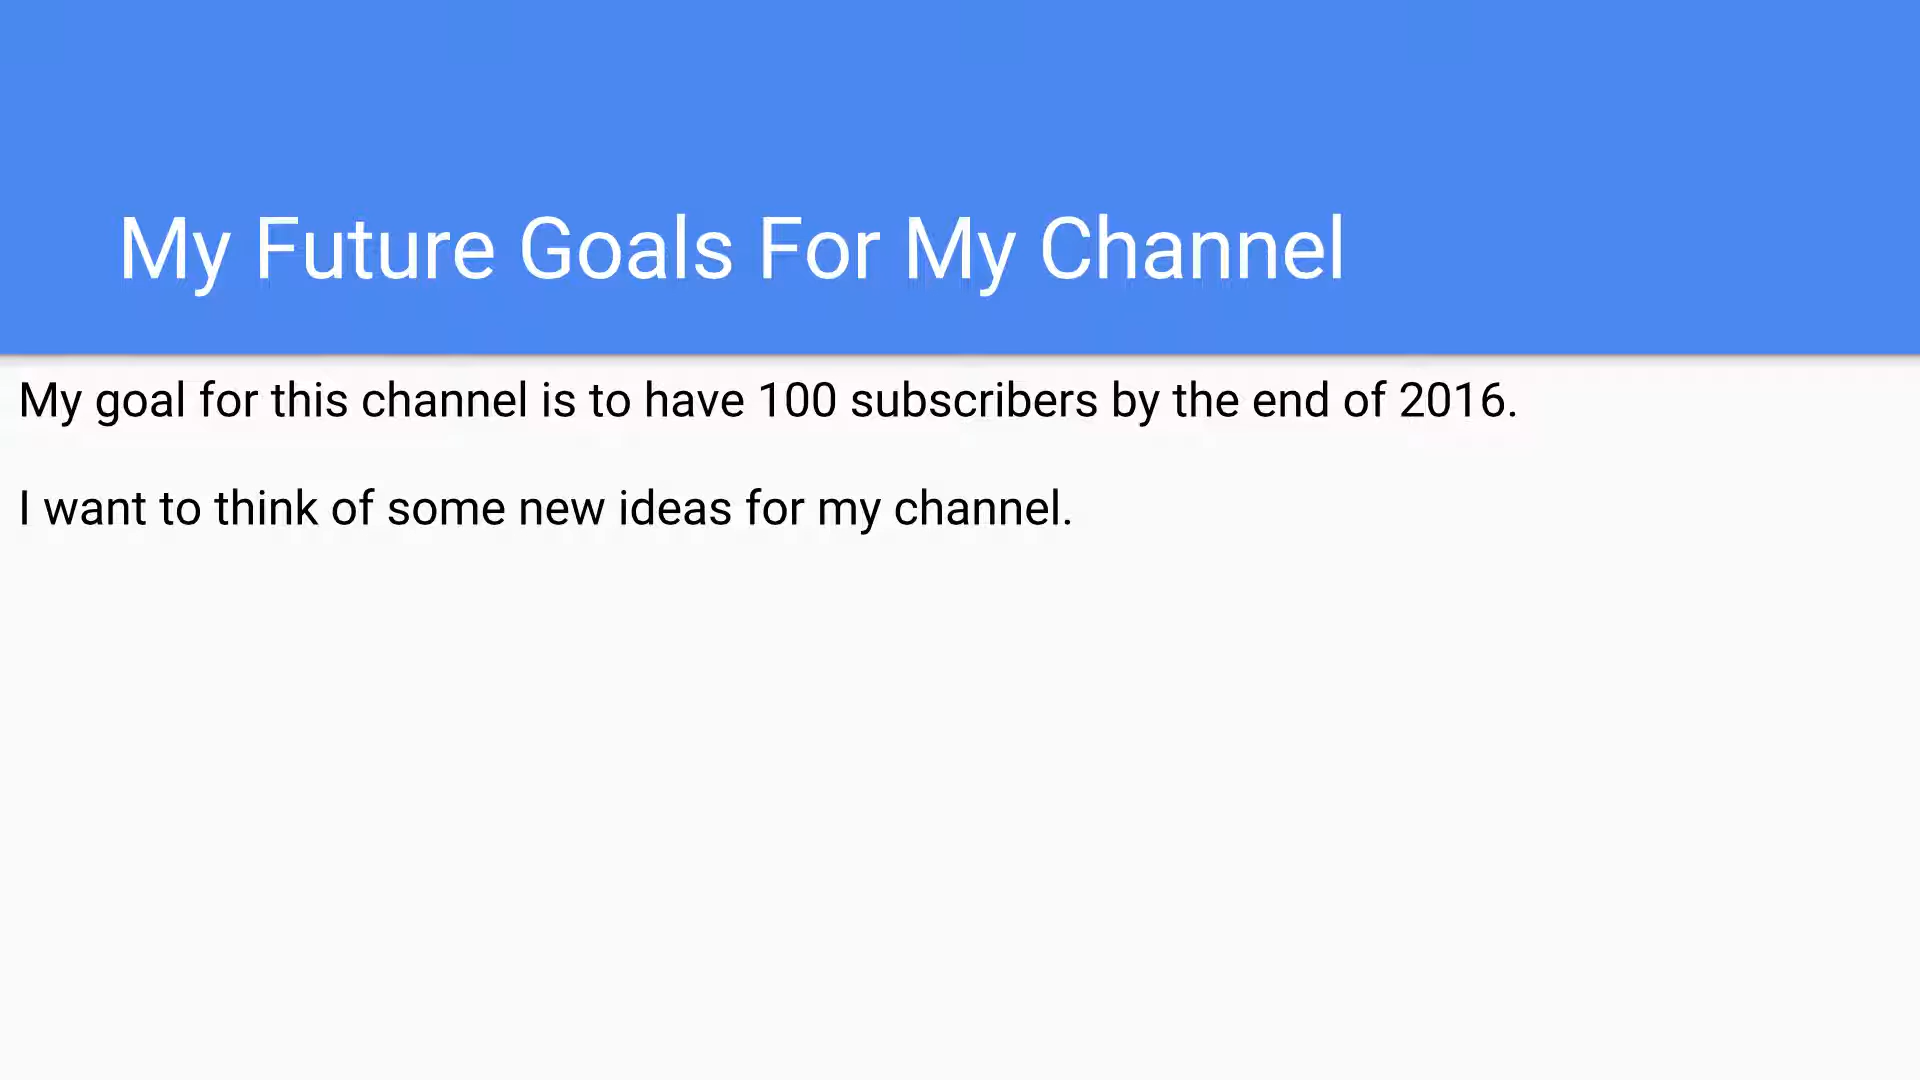 My Future Goals For My Channel
My goal for this channel is to have 100 subscribers by the end of 2016.
I want to think of some new ideas for my channel.